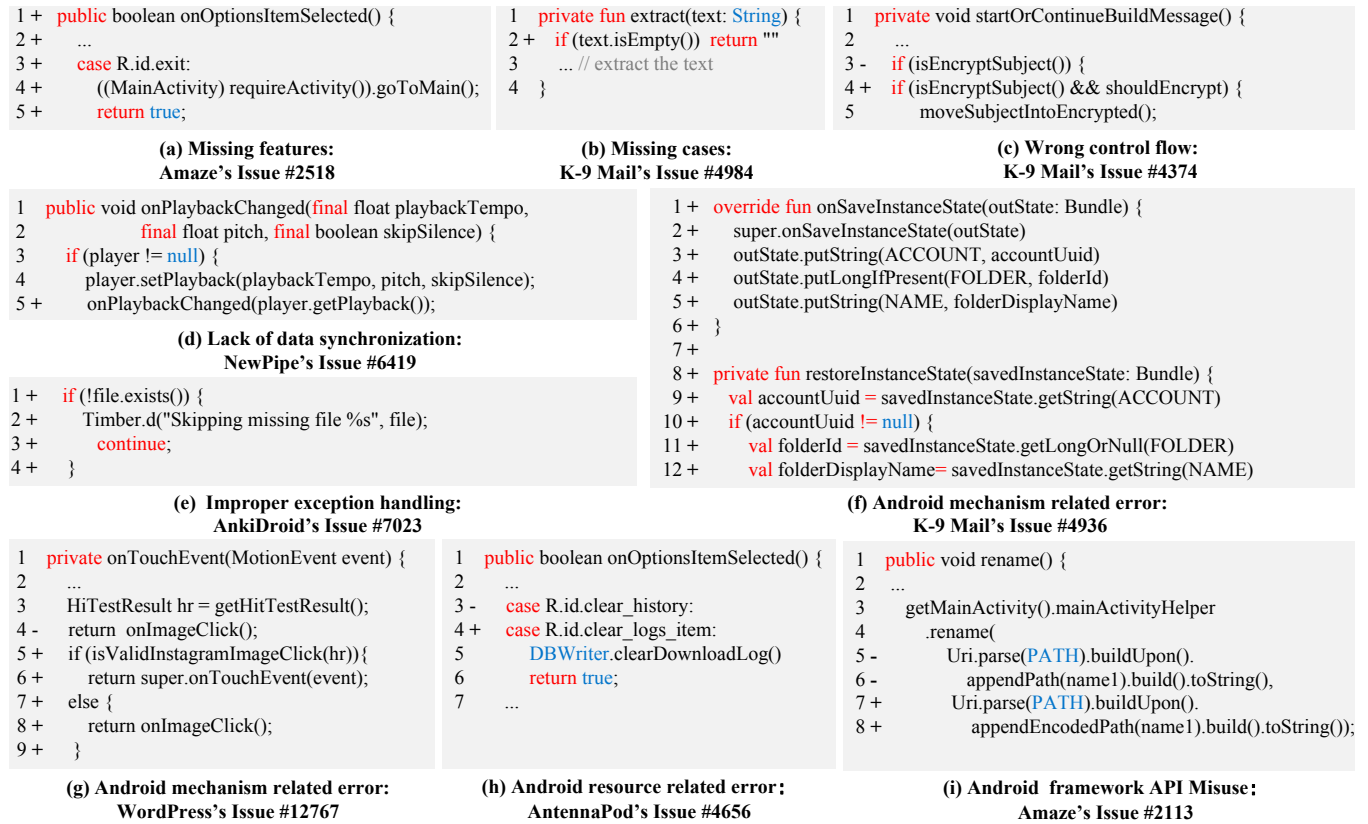 1 + public boolean onOptionsItemSelected() {
2 + ...
3 + case R.id.exit:
4 + ((MainActivity) requireActivity()).goToMain();
5 + return true;
(a) Missing features:
Amaze's Issue #2518
1 private fun extract(text: String) {
2 + if (text.isEmpty()) return ""
3 ... // extract the text
4 }
(b) Missing cases:
K-9 Mail's Issue #4984
1 private void startOrContinueBuildMessage() {
2 ...
3 - if (isEncryptSubject()) {
4 + if (isEncryptSubject() && shouldEncrypt) {
5 moveSubjectIntoEncrypted();
(c) Wrong control flow:
K-9 Mail's Issue #4374
1 public void onPlaybackChanged(final float playbackTempo,
2 final float pitch, final boolean skipSilence) {
3 if (player != null) {
4 player.setPlayback(playbackTempo, pitch, skipSilence);
5 + onPlaybackChanged(player.getPlayback());
(d) Lack of data synchronization:
NewPipe's Issue #6419
1 + if (!file.exists()) {
2 + Timber.d("Skipping missing file %s", file);
3 + continue;
4 + }
(e) Improper exception handling:
AnkiDroid's Issue #7023
1 + override fun onSaveInstanceState(outState: Bundle) {
2 + super.onSaveInstanceState(outState)
3 + outState.putString(ACCOUNT, accountUuid)
4 + outState.putLongIfPresent(FOLDER, folderId)
5 + outState.putString(NAME, folderDisplayName)
6 + }
7 +
8 + private fun restoreInstanceState(savedInstanceState: Bundle) {
9 + val accountUuid = savedInstanceState.getString(ACCOUNT)
10 + if (accountUuid != null) {
11 + val folderId = savedInstanceState.getLongOrNull(FOLDER)
12 + val folderDisplayName= savedInstanceState.getString(NAME)
(f) Android mechanism related error:
K-9 Mail's Issue #4936
1 private onTouchEvent(MotionEvent event) {
2 ...
3 HiTestResult hr = getHitTestResult();
4 - return onImageClick();
5 + if (isValidInstagramImageClick(hr)){
6 + return super.onTouchEvent(event);
7 + else {
8 + return onImageClick();
9 + }
(g) Android mechanism related error:
WordPress's Issue #12767
1 public boolean onOptionsItemSelected() {
2 ...
3 - case R.id.clear_history:
4 + case R.id.clear_logs_item:
5 DBWriter.clearDownloadLog()
6 return true;
7 ...
(h) Android resource related error：
AntennaPod's Issue #4656
1 public void rename() {
2 ...
3 getMainActivity().mainActivityHelper
4 .rename(
5 - Uri.parse(PATH).buildUpon().
6 - appendPath(name1).build().toString(),
7 + Uri.parse(PATH).buildUpon().
8 + appendEncodedPath(name1).build().toString());
(i) Android framework API Misuse：
Amaze's Issue #2113